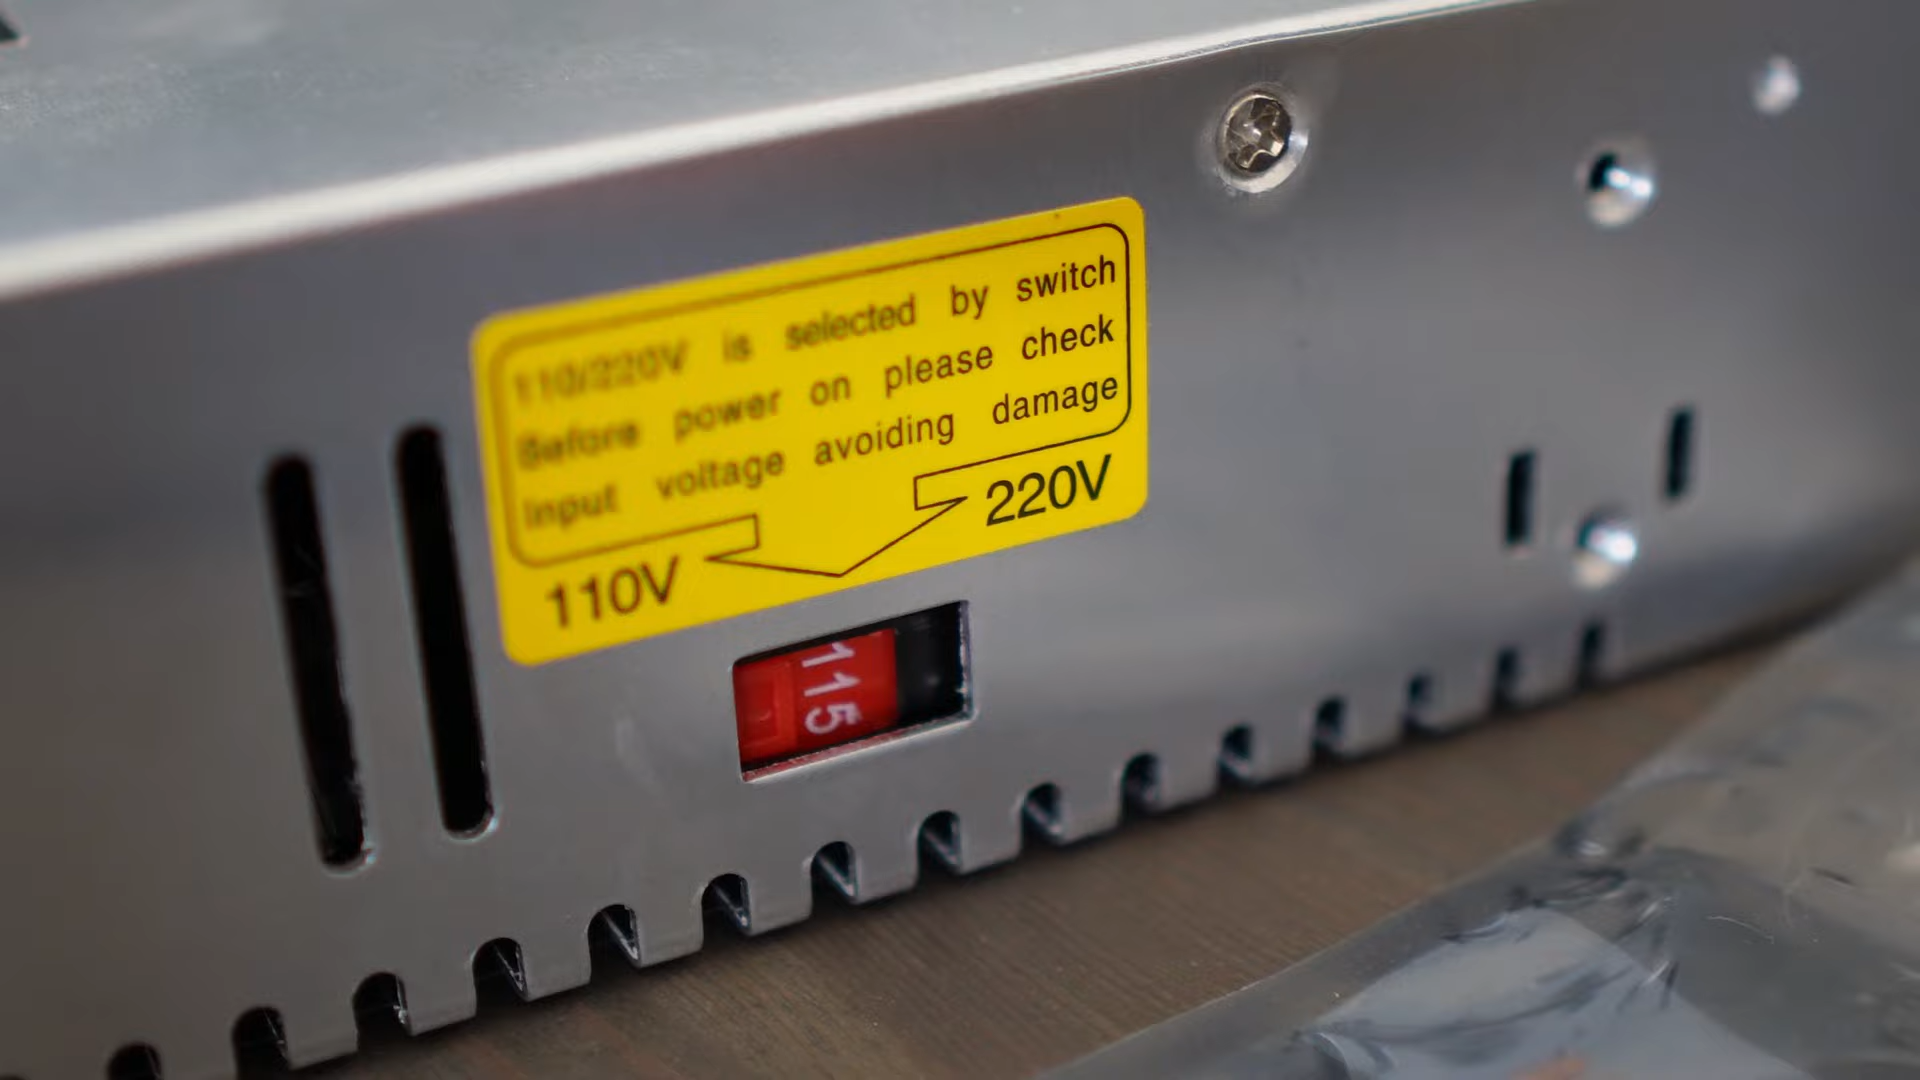 110/220V is selected by switch
Before power on please check
Input voltage avoiding damage
110V 220V
115